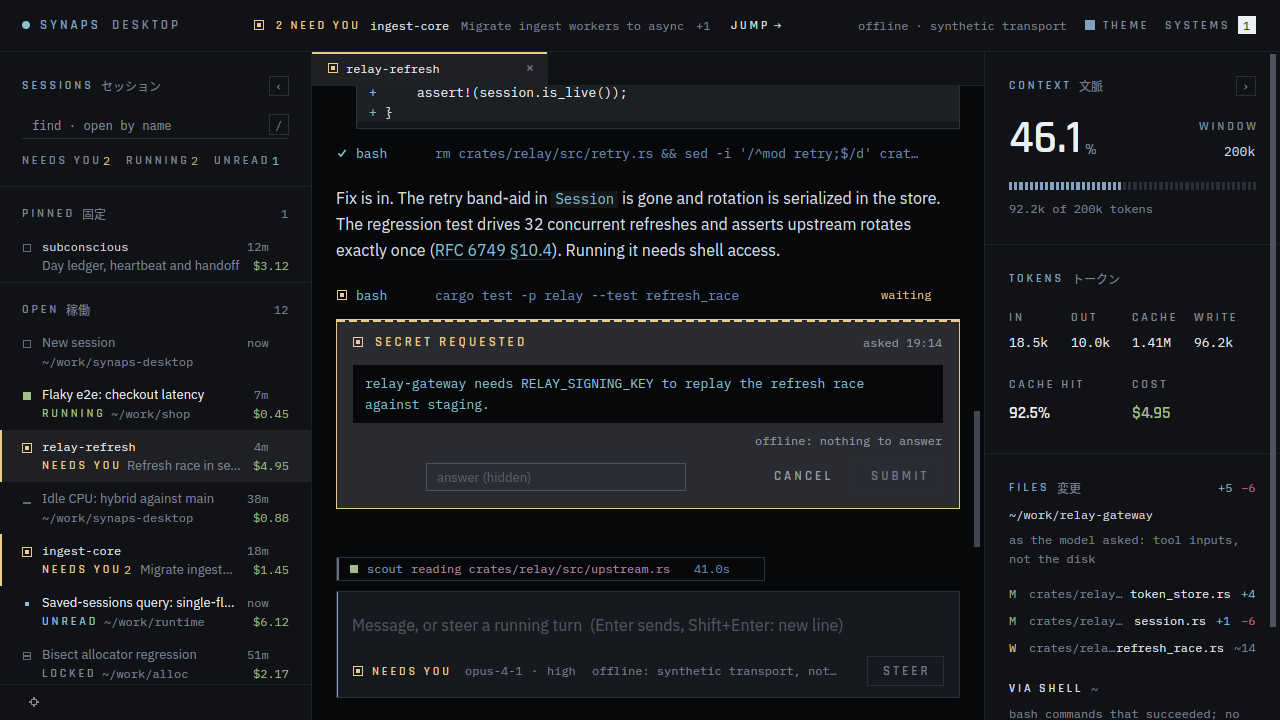 SYNAPS DESKTOP
2 NEED YOU ingest-core Migrate ingest workers to async +1 JUMP →
offline · synthetic transport THEME SYSTEMS 1
SESSIONS セッション ‹
find · open by name /
NEEDS YOU 2 RUNNING 2 UNREAD 1
PINNED 固定 1
subconscious 12m
Day ledger, heartbeat and handoff $3.12
OPEN 稼働 12
New session now
~/work/synaps-desktop
Flaky e2e: checkout latency 7m
RUNNING ~/work/shop $0.45
relay-refresh 4m
NEEDS YOU Refresh race in se… $4.95
Idle CPU: hybrid against main 38m
~/work/synaps-desktop $0.88
ingest-core 18m
NEEDS YOU 2 Migrate ingest… $1.45
Saved-sessions query: single-fl… now
UNREAD ~/work/runtime $6.12
Bisect allocator regression 51m
LOCKED ~/work/alloc $2.17
relay-refresh ×
+ assert!(session.is_live());
+ }
✓ bash rm crates/relay/src/retry.rs && sed -i '/^mod retry;$/d' crat…
Fix is in. The retry band-aid in Session is gone and rotation is serialized in the store.
The regression test drives 32 concurrent refreshes and asserts upstream rotates
exactly once (RFC 6749 §10.4). Running it needs shell access.
bash cargo test -p relay --test refresh_race waiting
SECRET REQUESTED asked 19:14
relay-gateway needs RELAY_SIGNING_KEY to replay the refresh race
against staging.
offline: nothing to answer
answer (hidden) CANCEL SUBMIT
scout reading crates/relay/src/upstream.rs 41.0s
Message, or steer a running turn (Enter sends, Shift+Enter: new line)
NEEDS YOU opus-4-1 · high offline: synthetic transport, not… STEER
CONTEXT 文脈 ›
46.1% WINDOW
200k
92.2k of 200k tokens
TOKENS トークン
IN OUT CACHE WRITE
18.5k 10.0k 1.41M 96.2k
CACHE HIT COST
92.5% $4.95
FILES 変更 +5 −6
~/work/relay-gateway
as the model asked: tool inputs,
not the disk
M crates/relay… token_store.rs +4
M crates/relay… session.rs +1 −6
W crates/rela…refresh_race.rs ~14
VIA SHELL ~
bash commands that succeeded; no